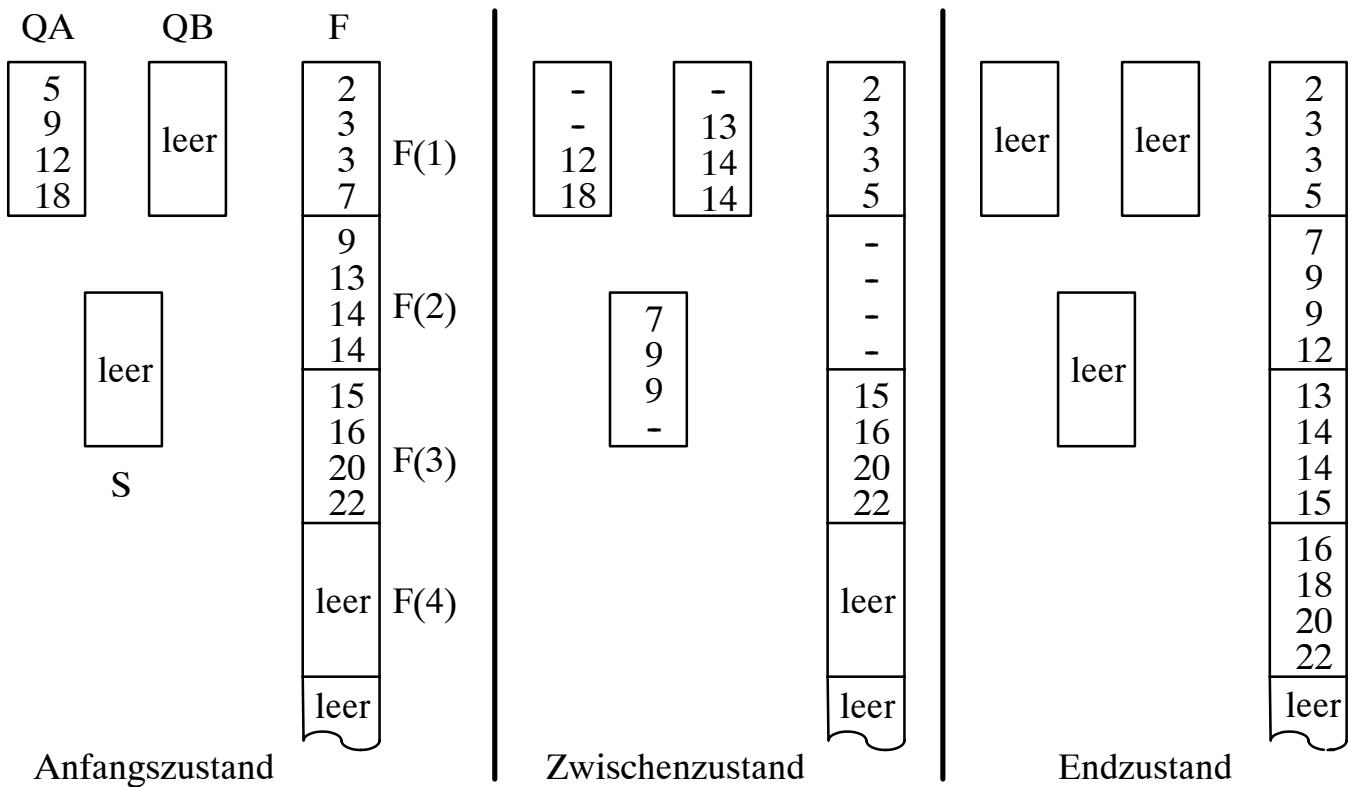 QA QB F
5
9
12
18
leer
2
3
3
7
F(1)
9
13
14
14
F(2)
leer
S
15
16
20
22
F(3)
leer
F(4)
leer
Anfangszustand
-
-
12
18
-
13
14
14
2
3
3
5
-
-
-
-
7
9
9
-
15
16
20
22
leer
leer
Zwischenzustand
leer
leer
2
3
3
5
7
9
9
12
leer
13
14
14
15
16
18
20
22
leer
Endzustand